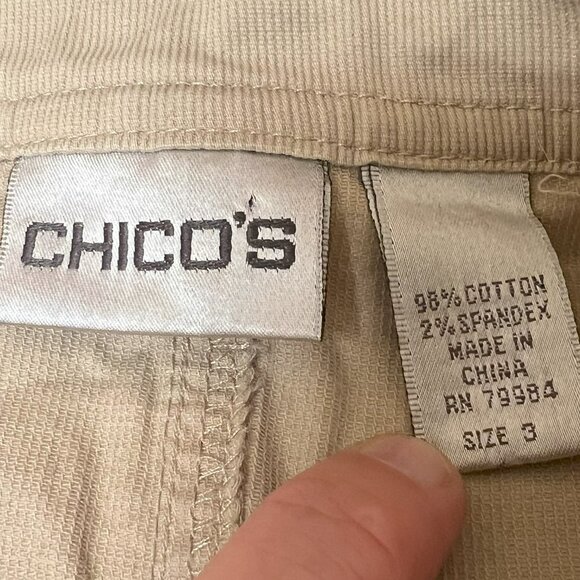 CHICO'S
98% COTTON
2% SPANDEX
MADE IN
CHINA
RN 79984
SIZE 3